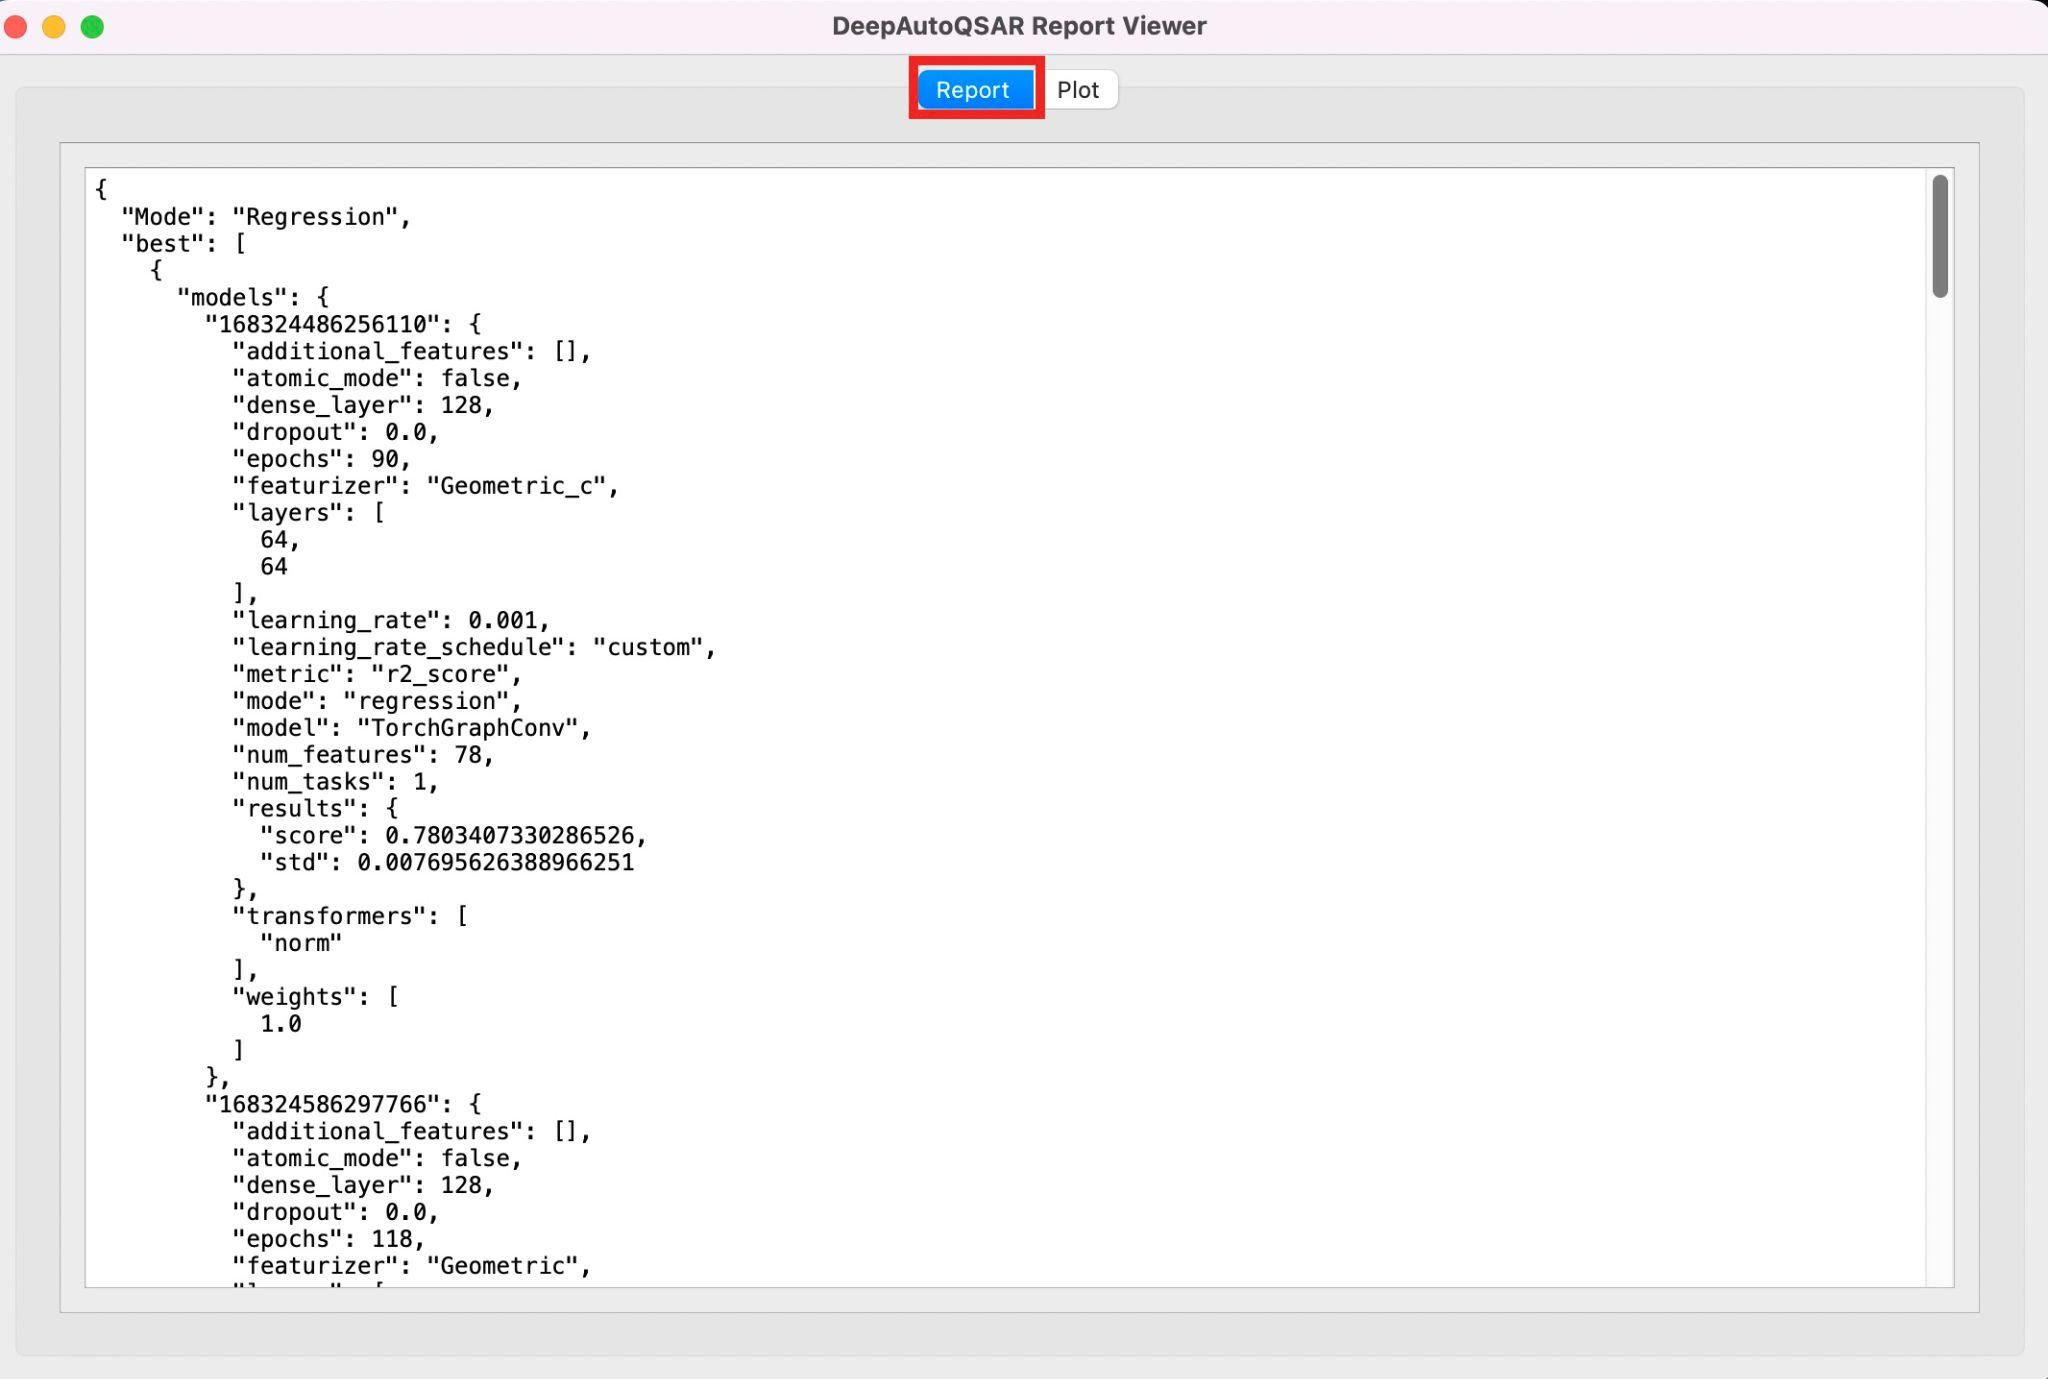 DeepAutoQSAR Report Viewer
Report Plot
{
"Mode": "Regression",
"best": [
{
"models": {
"168324486256110": {
"additional_features": [],
"atomic_mode": false,
"dense_layer": 128,
"dropout": 0.0,
"epochs": 90,
"featurizer": "Geometric_c",
"layers": [
64,
64
],
"learning_rate": 0.001,
"learning_rate_schedule": "custom",
"metric": "r2_score",
"mode": "regression",
"model": "TorchGraphConv",
"num_features": 78,
"num_tasks": 1,
"results": {
"score": 0.7803407330286526,
"std": 0.007695626388966251
},
"transformers": [
"norm"
],
"weights": [
1.0
]
},
"168324586297766": {
"additional_features": [],
"atomic_mode": false,
"dense_layer": 128,
"dropout": 0.0,
"epochs": 118,
"featurizer": "Geometric",